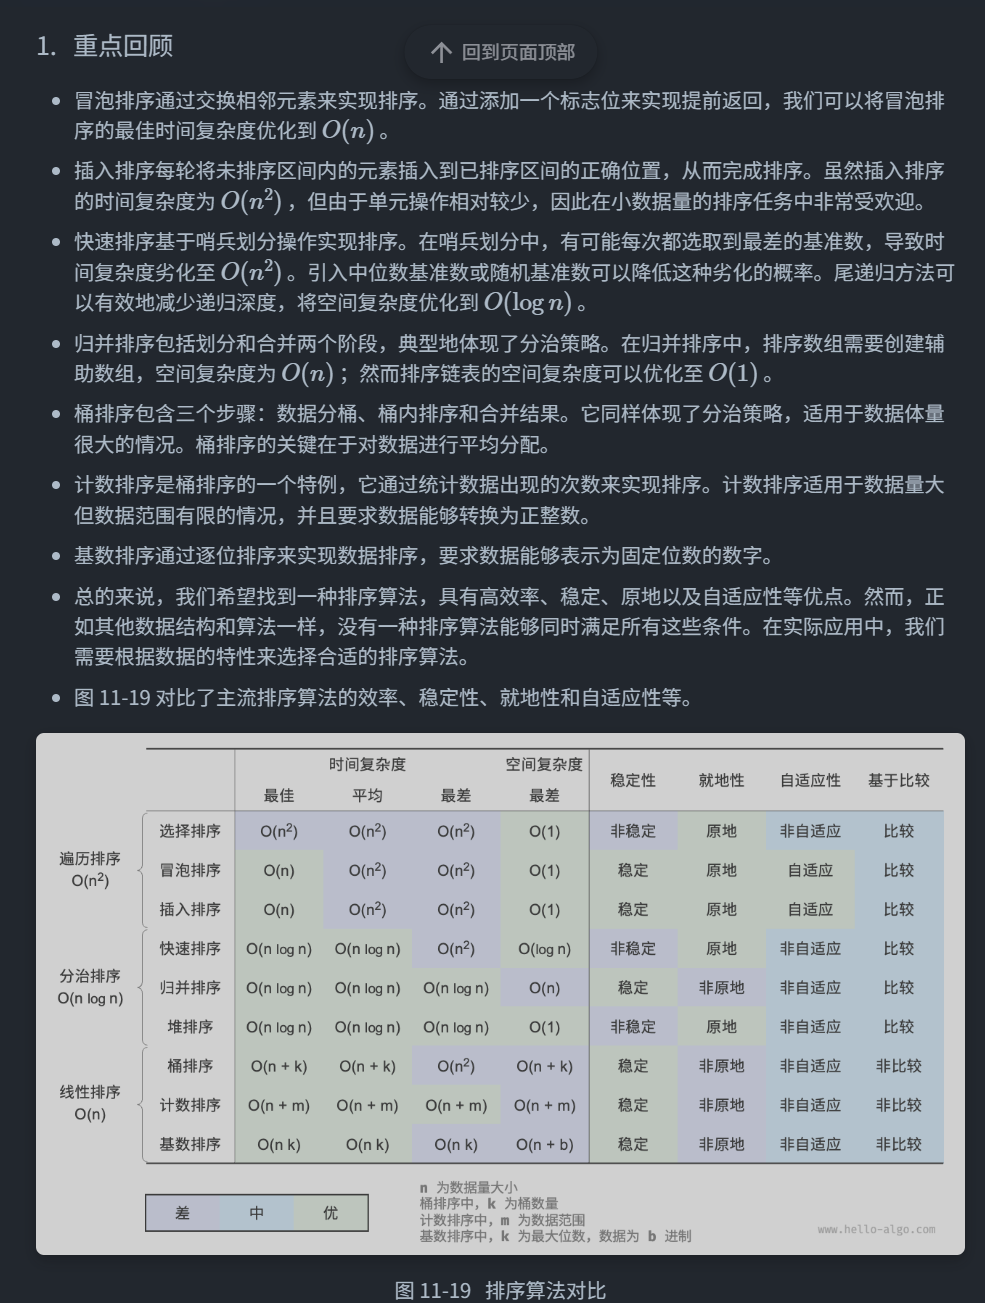 1. 重点回顾
回到页面顶部
冒泡排序通过交换相邻元素来实现排序。通过添加一个标志位来实现提前返回，我们可以将冒泡排
序的最佳时间复杂度优化到 O(n) 。
插入排序每轮将未排序区间内的元素插入到已排序区间的正确位置，从而完成排序。虽然插入排序
的时间复杂度为 O(n²) ，但由于单元操作相对较少，因此在小数据量的排序任务中非常受欢迎。
快速排序基于哨兵划分操作实现排序。在哨兵划分中，有可能每次都选取到最差的基准数，导致时
间复杂度劣化至 O(n²) 。引入中位数基准数或随机基准数可以降低这种劣化的概率。尾递归方法可
以有效地减少递归深度，将空间复杂度优化到 O(log n) 。
归并排序包括划分和合并两个阶段，典型地体现了分治策略。在归并排序中，排序数组需要创建辅
助数组，空间复杂度为 O(n) ；然而排序链表的空间复杂度可以优化至 O(1) 。
桶排序包含三个步骤：数据分桶、桶内排序和合并结果。它同样体现了分治策略，适用于数据体量
很大的情况。桶排序的关键在于对数据进行平均分配。
计数排序是桶排序的一个特例，它通过统计数据出现的次数来实现排序。计数排序适用于数据量大
但数据范围有限的情况，并且要求数据能够转换为正整数。
基数排序通过逐位排序来实现数据排序，要求数据能够表示为固定位数的数字。
总的来说，我们希望找到一种排序算法，具有高效率、稳定、原地以及自适应性等优点。然而，正
如其他数据结构和算法一样，没有一种排序算法能够同时满足所有这些条件。在实际应用中，我们
需要根据数据的特性来选择合适的排序算法。
图 11-19 对比了主流排序算法的效率、稳定性、就地性和自适应性等。
时间复杂度 空间复杂度 稳定性 就地性 自适应性 基于比较
最佳 平均 最差 最差
遍历排序
O(n²)
选择排序 O(n²) O(n²) O(n²) O(1) 非稳定 原地 非自适应 比较
冒泡排序 O(n) O(n²) O(n²) O(1) 稳定 原地 自适应 比较
插入排序 O(n) O(n²) O(n²) O(1) 稳定 原地 自适应 比较
分治排序
O(n log n)
快速排序 O(n log n) O(n log n) O(n²) O(log n) 非稳定 原地 非自适应 比较
归并排序 O(n log n) O(n log n) O(n log n) O(n) 稳定 非原地 非自适应 比较
堆排序 O(n log n) O(n log n) O(n log n) O(1) 非稳定 原地 非自适应 比较
线性排序
O(n)
桶排序 O(n + k) O(n + k) O(n²) O(n + k) 稳定 非原地 非自适应 非比较
计数排序 O(n + m) O(n + m) O(n + m) O(n + m) 稳定 非原地 非自适应 非比较
基数排序 O(n k) O(n k) O(n k) O(n + b) 稳定 非原地 非自适应 非比较
差 中 优
n 为数据量大小
桶排序中，k 为桶数量
计数排序中，m 为数据范围
基数排序中，k 为最大位数，数据为 b 进制
www.hello-algo.com
图 11-19 排序算法对比